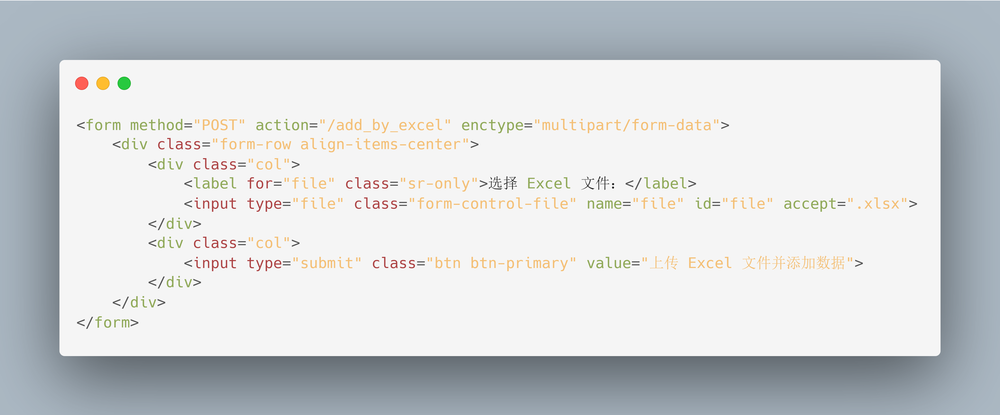 <form method="POST" action="/add_by_excel" enctype="multipart/form-data">
    <div class="form-row align-items-center">
        <div class="col">
            <label for="file" class="sr-only">选择 Excel 文件：</label>
            <input type="file" class="form-control-file" name="file" id="file" accept=".xlsx">
        </div>
        <div class="col">
            <input type="submit" class="btn btn-primary" value="上传 Excel 文件并添加数据">
        </div>
    </div>
</form>